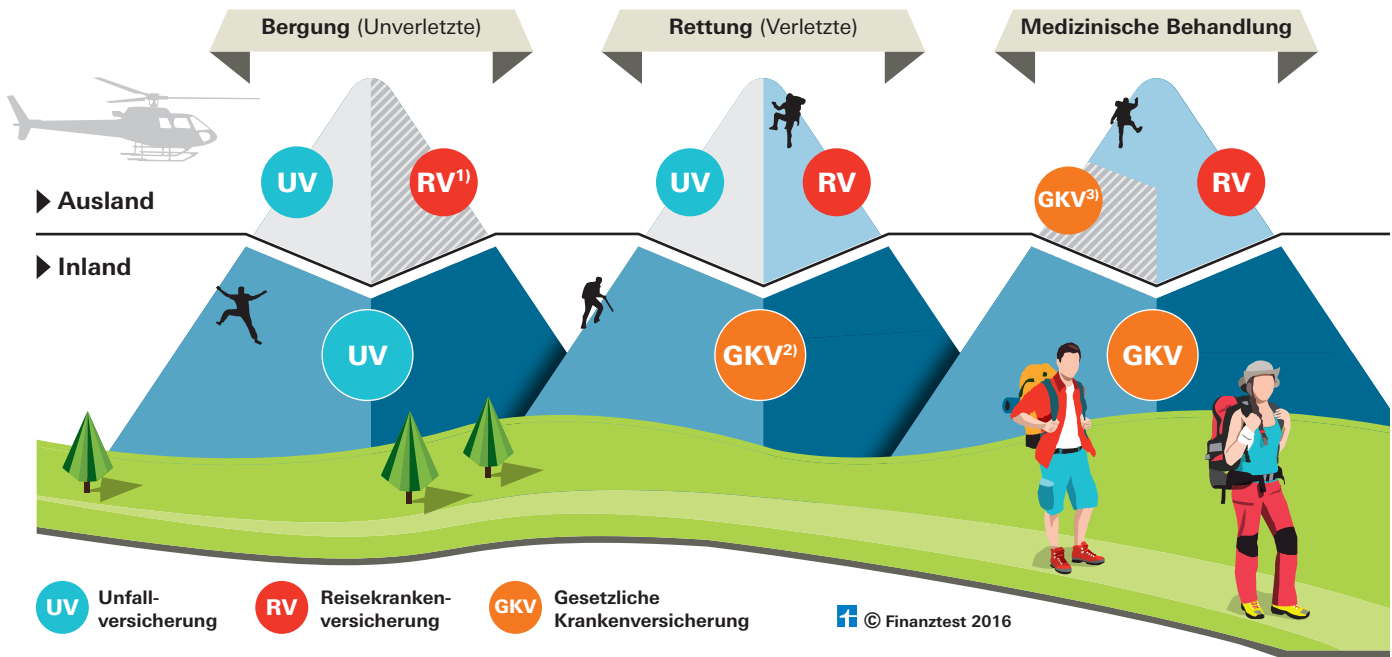 Bergung (Unverletzte)
Rettung (Verletzte)
Medizinische Behandlung
UV
RV¹⁾
UV
RV
GKV³⁾
RV
Ausland
Inland
UV
GKV²⁾
GKV
UV
Unfall-
versicherung
RV
Reisekranken-
versicherung
GKV
Gesetzliche
Krankenversicherung
© Finanztest 2016